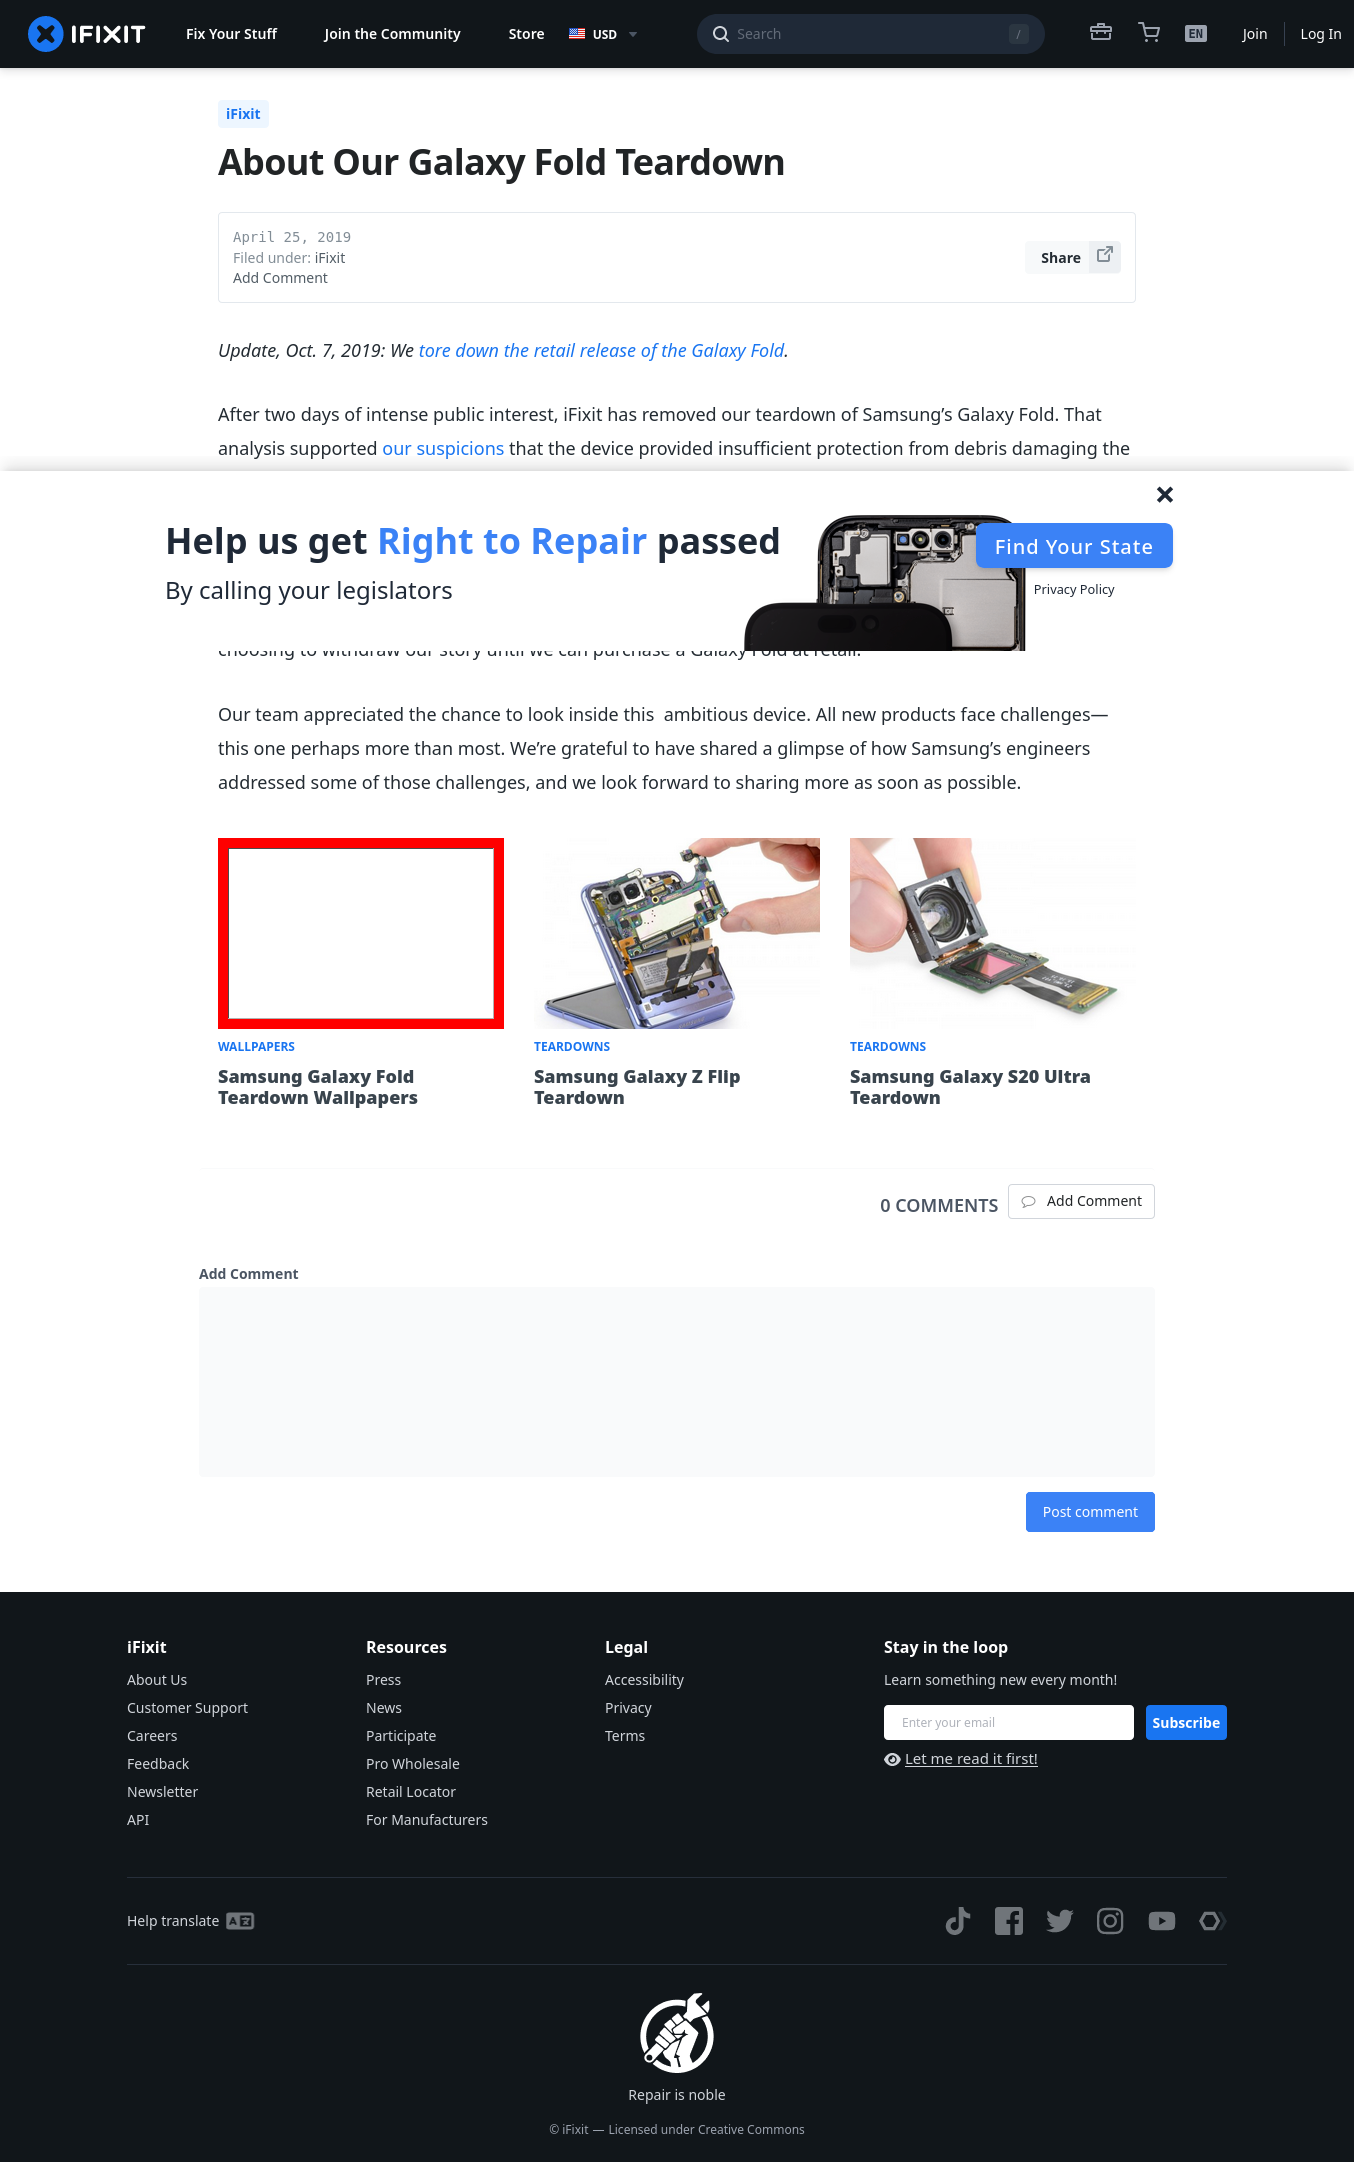 IFIXIT
Fix Your Stuff
Join the Community
Store
USD
Search
/
EN
Join
Log In
iFixit
About Our Galaxy Fold Teardown
April 25, 2019
Filed under: iFixit
Add Comment
Share
Update, Oct. 7, 2019: We tore down the retail release of the Galaxy Fold.
After two days of intense public interest, iFixit has removed our teardown of Samsung’s Galaxy Fold. That
analysis supported our suspicions that the device provided insufficient protection from debris damaging the
Help us get Right to Repair passed
By calling your legislators
Find Your State
Privacy Policy
choosing to withdraw our story until we can purchase a Galaxy Fold at retail.
Our team appreciated the chance to look inside this  ambitious device. All new products face challenges—
this one perhaps more than most. We’re grateful to have shared a glimpse of how Samsung’s engineers
addressed some of those challenges, and we look forward to sharing more as soon as possible.
WALLPAPERS
Samsung Galaxy Fold
Teardown Wallpapers
TEARDOWNS
Samsung Galaxy Z Flip
Teardown
TEARDOWNS
Samsung Galaxy S20 Ultra
Teardown
0 COMMENTS
Add Comment
Add Comment
Post comment
iFixit
About Us
Customer Support
Careers
Feedback
Newsletter
API
Resources
Press
News
Participate
Pro Wholesale
Retail Locator
For Manufacturers
Legal
Accessibility
Privacy
Terms
Stay in the loop
Learn something new every month!
Enter your email
Subscribe
Let me read it first!
Help translate
Repair is noble
© iFixit — Licensed under Creative Commons